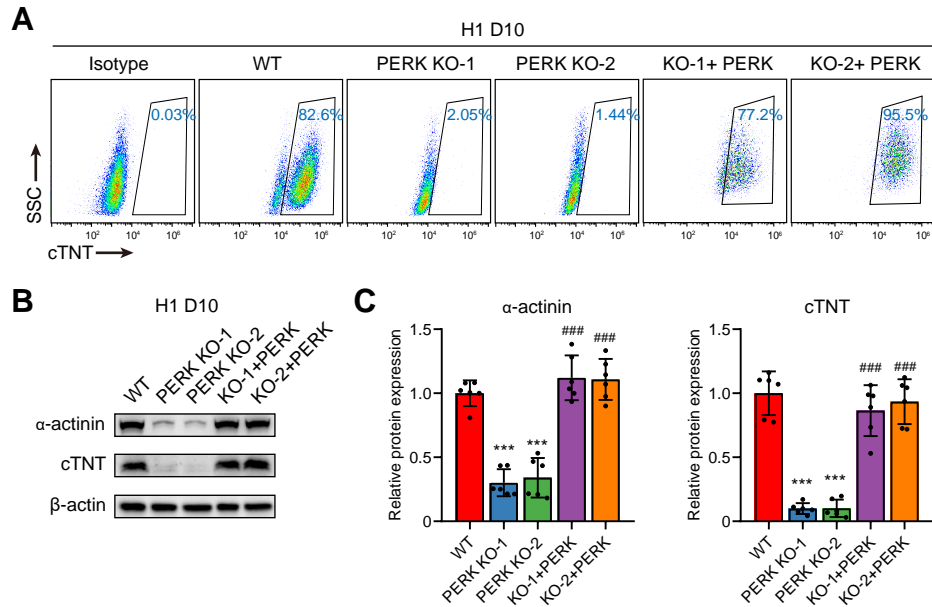 A
H1 D10
Isotype WT PERK KO-1 PERK KO-2 KO-1+ PERK KO-2+ PERK
0.03% 82.6% 2.05% 1.44% 77.2% 95.5%
SSC
10² 10⁴ 10⁶ 10² 10⁴ 10⁶ 10² 10⁴ 10⁶ 10² 10⁴ 10⁶ 10² 10⁴ 10⁶ 10² 10⁴ 10⁶
cTNT
B
H1 D10
WT PERK KO-1 PERK KO-2 KO-1+PERK KO-2+PERK
α-actinin
cTNT
β-actin
C
α-actinin
Relative protein expression
1.5
1.0
0.5
0
*** *** ### ###
WT PERK KO-1 PERK KO-2 KO-1+PERK KO-2+PERK
cTNT
Relative protein expression
1.5
1.0
0.5
0
*** *** ### ###
WT PERK KO-1 PERK KO-2 KO-1+PERK KO-2+PERK